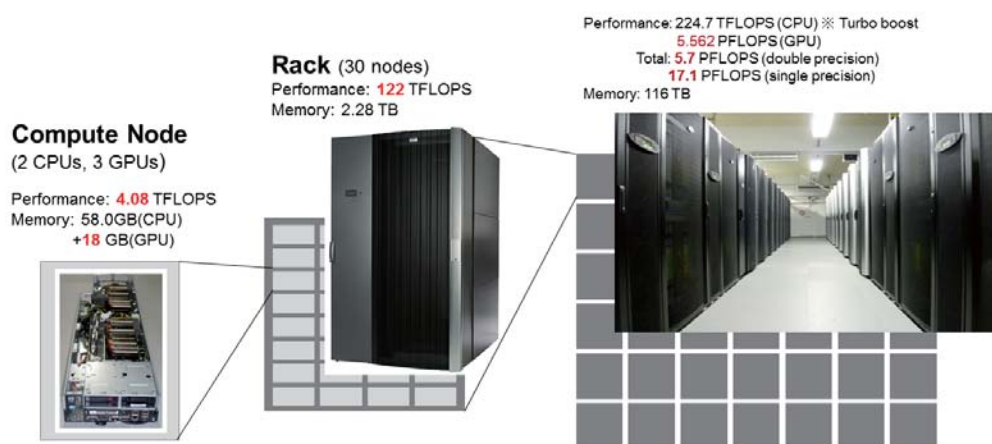 Compute Node
(2 CPUs, 3 GPUs)
Performance: 4.08 TFLOPS
Memory: 58.0GB(CPU)
+18 GB(GPU)
Rack (30 nodes)
Performance: 122 TFLOPS
Memory: 2.28 TB
Performance: 224.7 TFLOPS (CPU) ※ Turbo boost
5.562 PFLOPS (GPU)
Total: 5.7 PFLOPS (double precision)
17.1 PFLOPS (single precision)
Memory: 116 TB